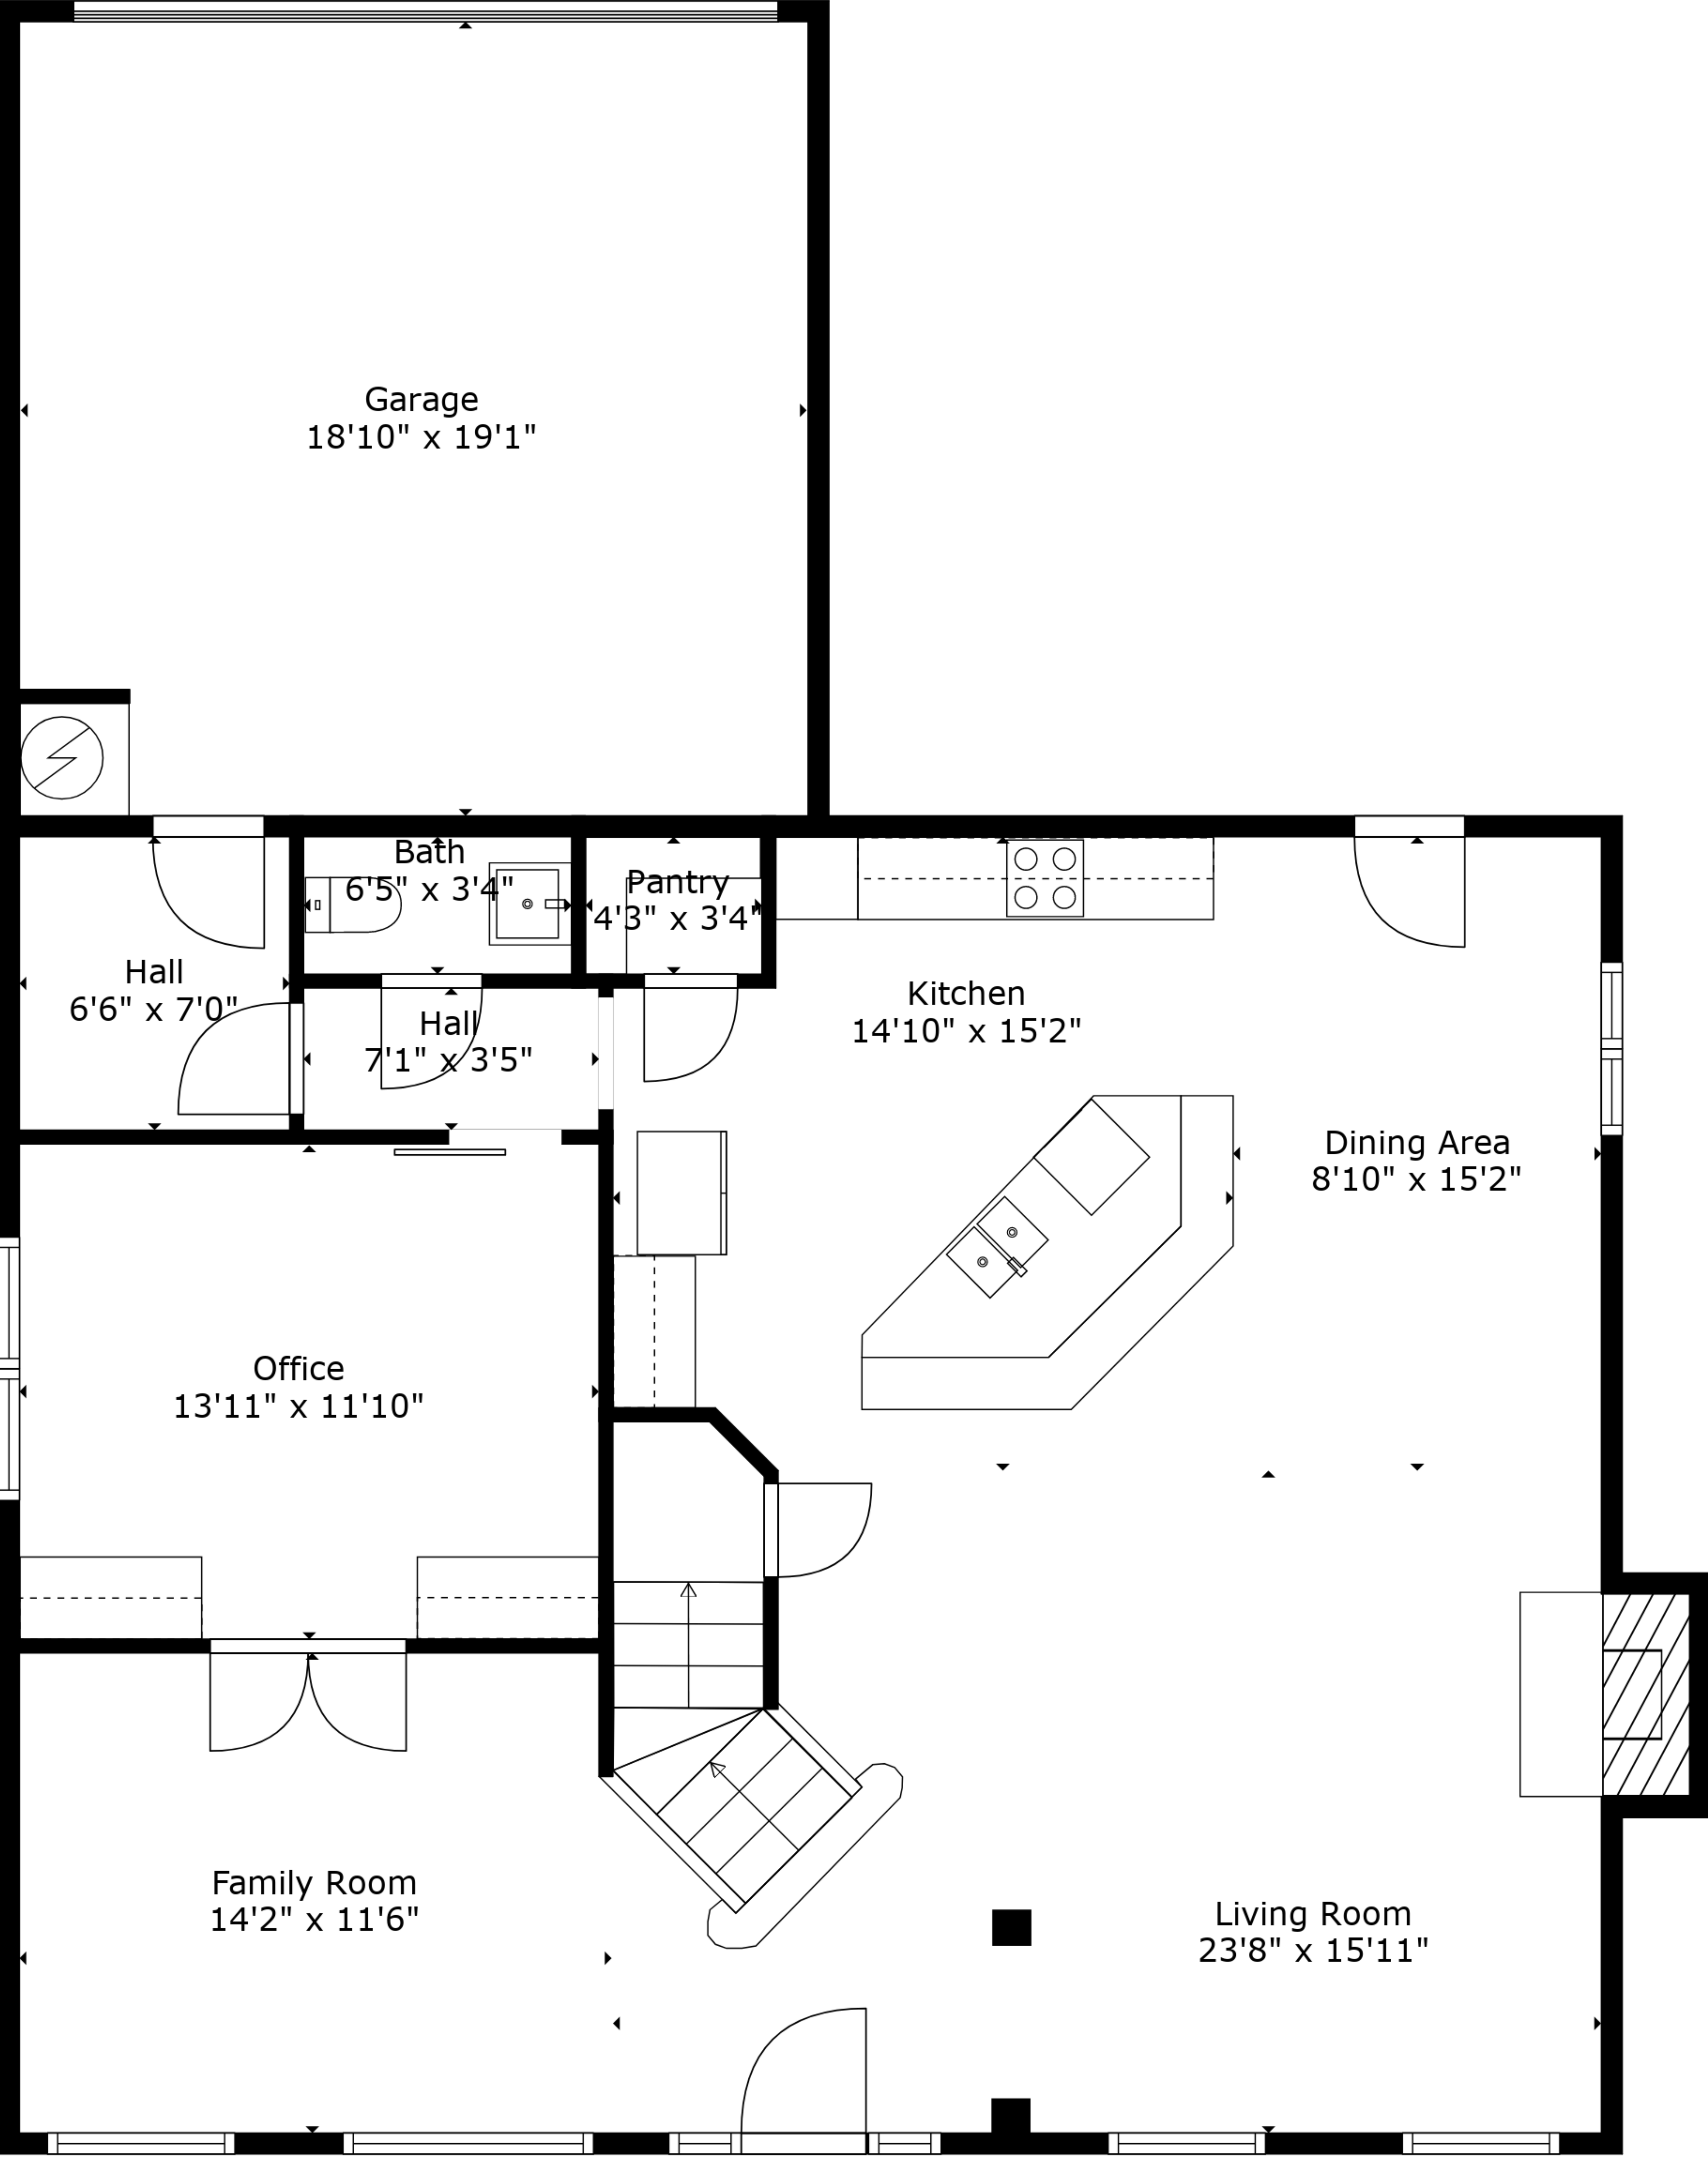 Garage
18'10" x 19'1"
Bath
6'5" x 3'4"
Pantry
4'3" x 3'4"
Hall
6'6" x 7'0"
Hall
7'1" x 3'5"
Kitchen
14'10" x 15'2"
Dining Area
8'10" x 15'2"
Office
13'11" x 11'10"
Family Room
14'2" x 11'6"
Living Room
23'8" x 15'11"